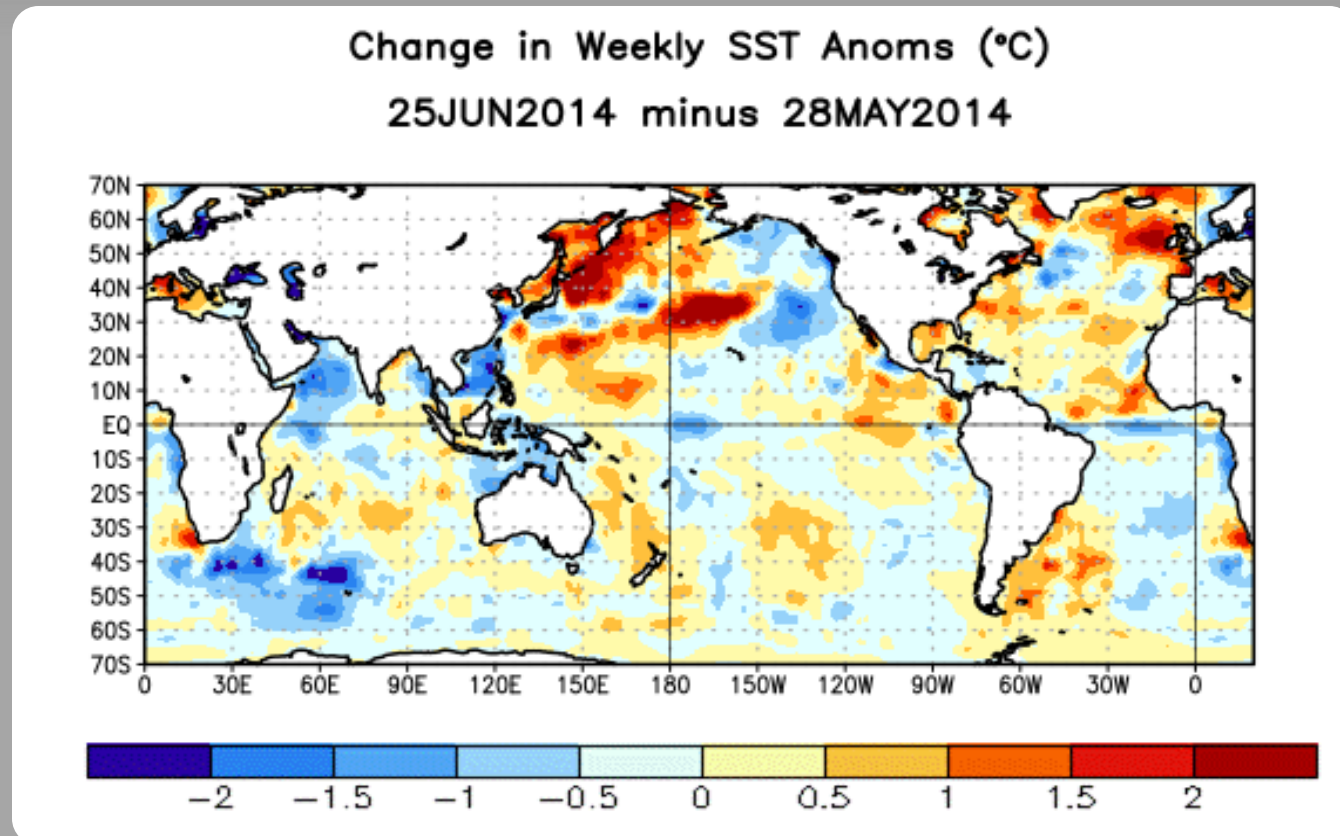 Change in Weekly SST Anoms (°C)
25JUN2014 minus 28MAY2014
70N
60N
50N
40N
30N
20N
10N
EQ
10S
20S
30S
40S
50S
60S
70S
0 30E 60E 90E 120E 150E 180 150W 120W 90W 60W 30W 0
−2 −1.5 −1 −0.5 0 0.5 1 1.5 2